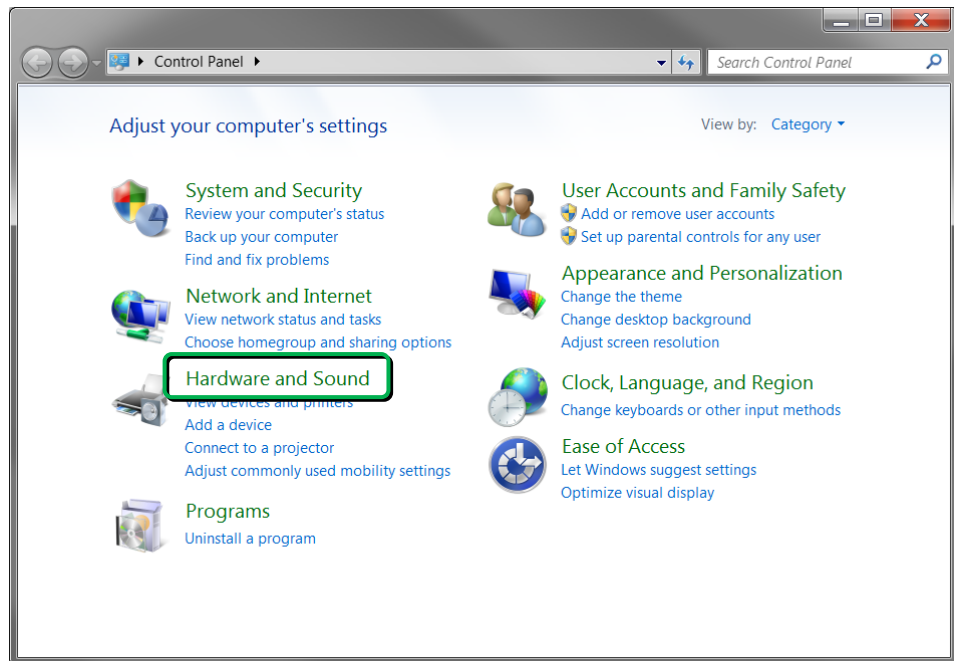 Control Panel
Search Control Panel
Adjust your computer's settings
View by: Category
System and Security
Review your computer's status
Back up your computer
Find and fix problems
Network and Internet
View network status and tasks
Choose homegroup and sharing options
Hardware and Sound
View devices and printers
Add a device
Connect to a projector
Adjust commonly used mobility settings
Programs
Uninstall a program
User Accounts and Family Safety
Add or remove user accounts
Set up parental controls for any user
Appearance and Personalization
Change the theme
Change desktop background
Adjust screen resolution
Clock, Language, and Region
Change keyboards or other input methods
Ease of Access
Let Windows suggest settings
Optimize visual display